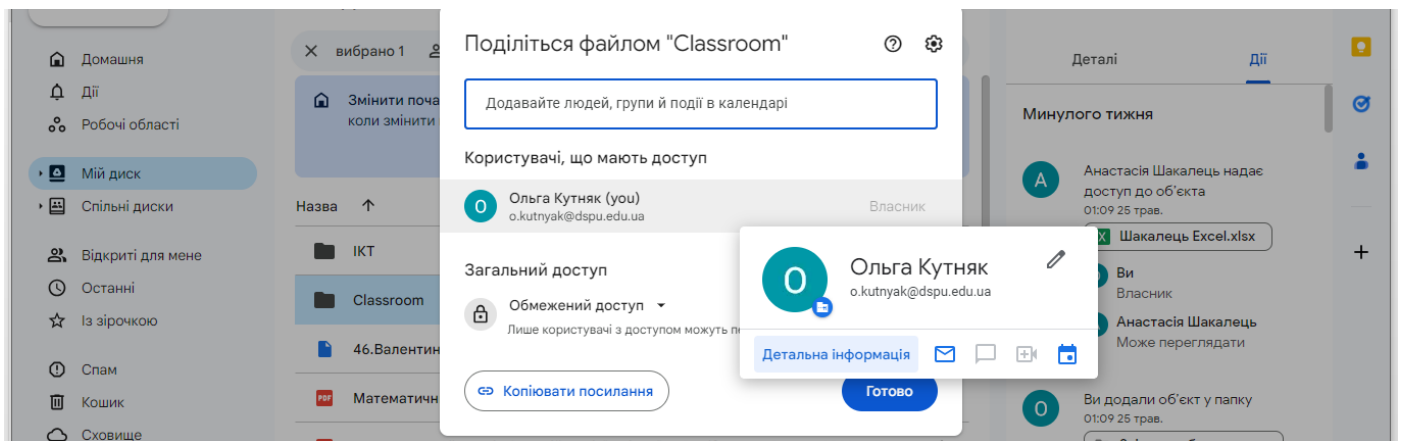 Домашня
Дії
Робочі області
Мій диск
Спільні диски
Відкриті для мене
Останні
Із зірочкою
Спам
Кошик
Сховище
вибрано 1
Змінити поча
коли змінити
Назва
ІКТ
Classroom
46.Валентин
Математичн
Поділіться файлом "Classroom"
Додавайте людей, групи й події в календарі
Користувачі, що мають доступ
О
Ольга Кутняк (you)
o.kutnyak@dspu.edu.ua
Власник
Загальний доступ
Обмежений доступ
Лише користувачі з доступом можуть
Копіювати посилання
Готово
О
Ольга Кутняк
o.kutnyak@dspu.edu.ua
Детальна інформація
Деталі
Дії
Минулого тижня
А
Анастасія Шакалець надає
доступ до об’єкта
01:09 25 трав.
Шакалець Excel.xlsx
Ви
Власник
Анастасія Шакалець
Може переглядати
О
Ви додали об’єкт у папку
01:09 25 трав.